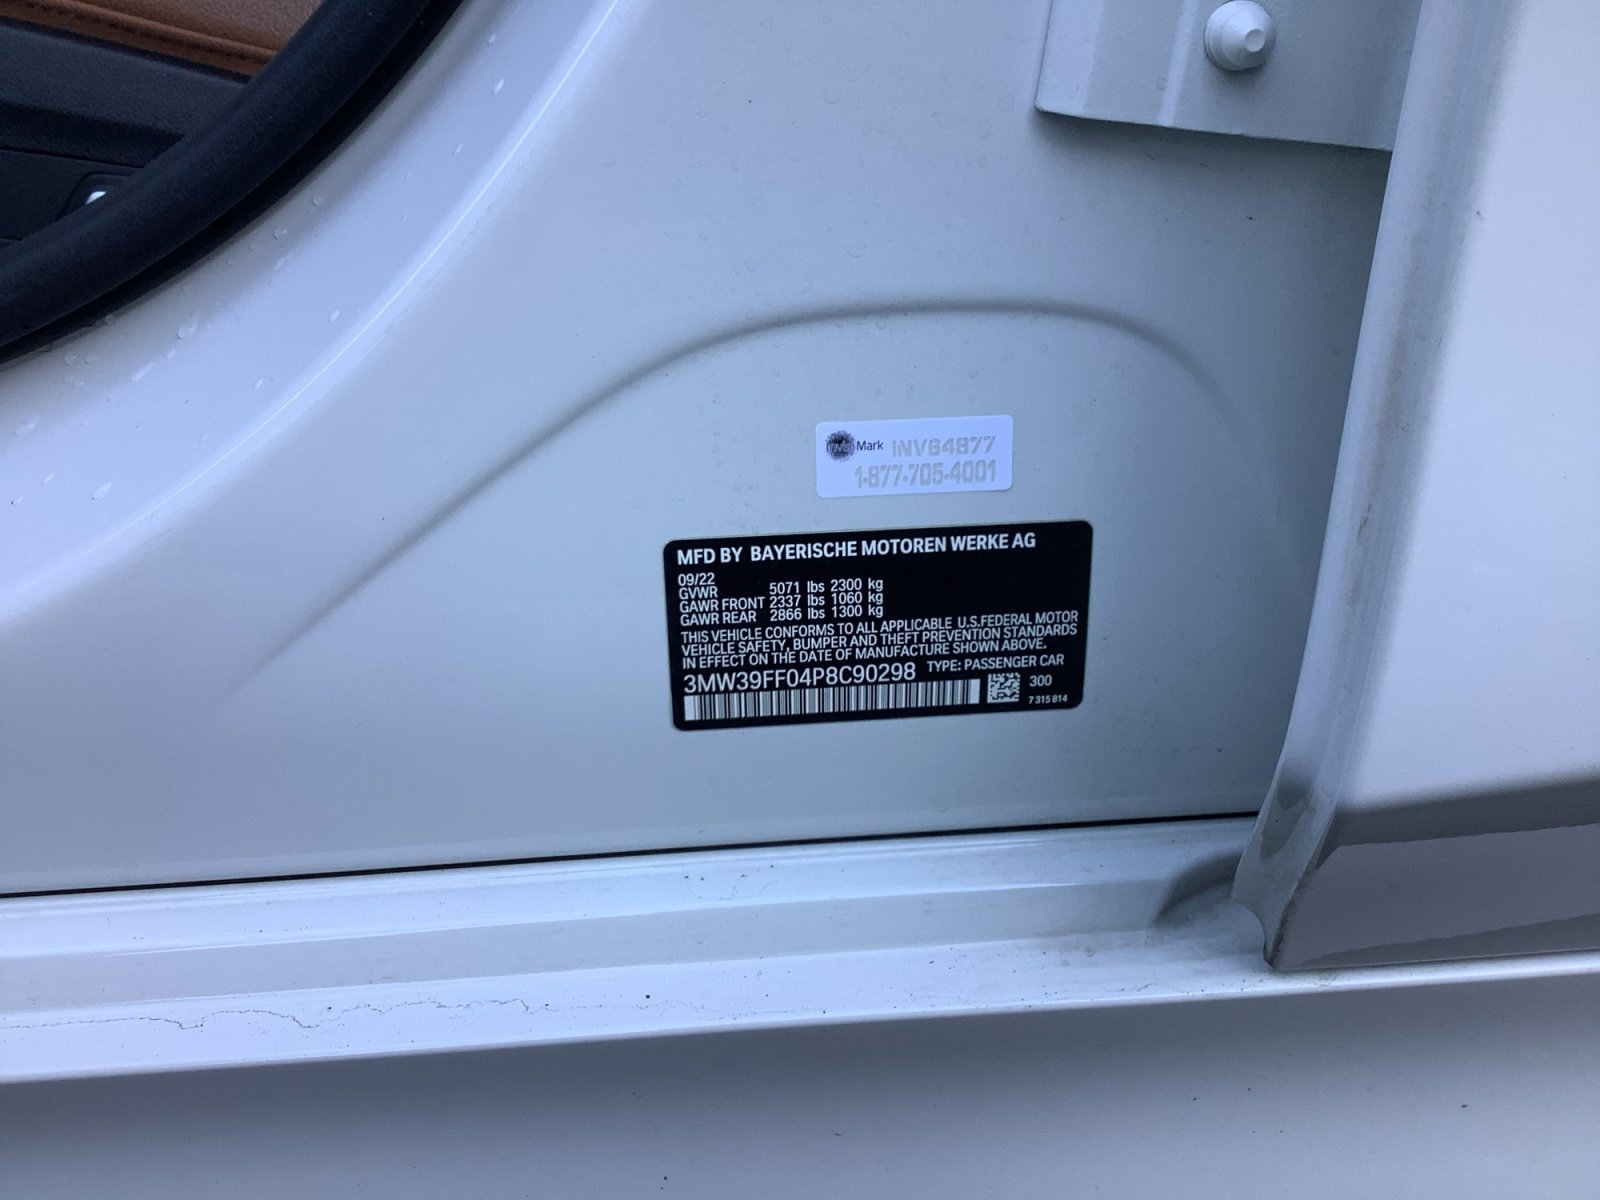 Mark INV64877
1-877-705-4001
MFD BY BAYERISCHE MOTOREN WERKE AG
09/22
GVWR 5071 lbs 2300 kg
GAWR FRONT 2337 lbs 1060 kg
GAWR REAR 2866 lbs 1300 kg
THIS VEHICLE CONFORMS TO ALL APPLICABLE U.S.FEDERAL MOTOR
VEHICLE SAFETY, BUMPER AND THEFT PREVENTION STANDARDS
IN EFFECT ON THE DATE OF MANUFACTURE SHOWN ABOVE.
3MW39FF04P8C90298 TYPE: PASSENGER CAR
300
7 315 814